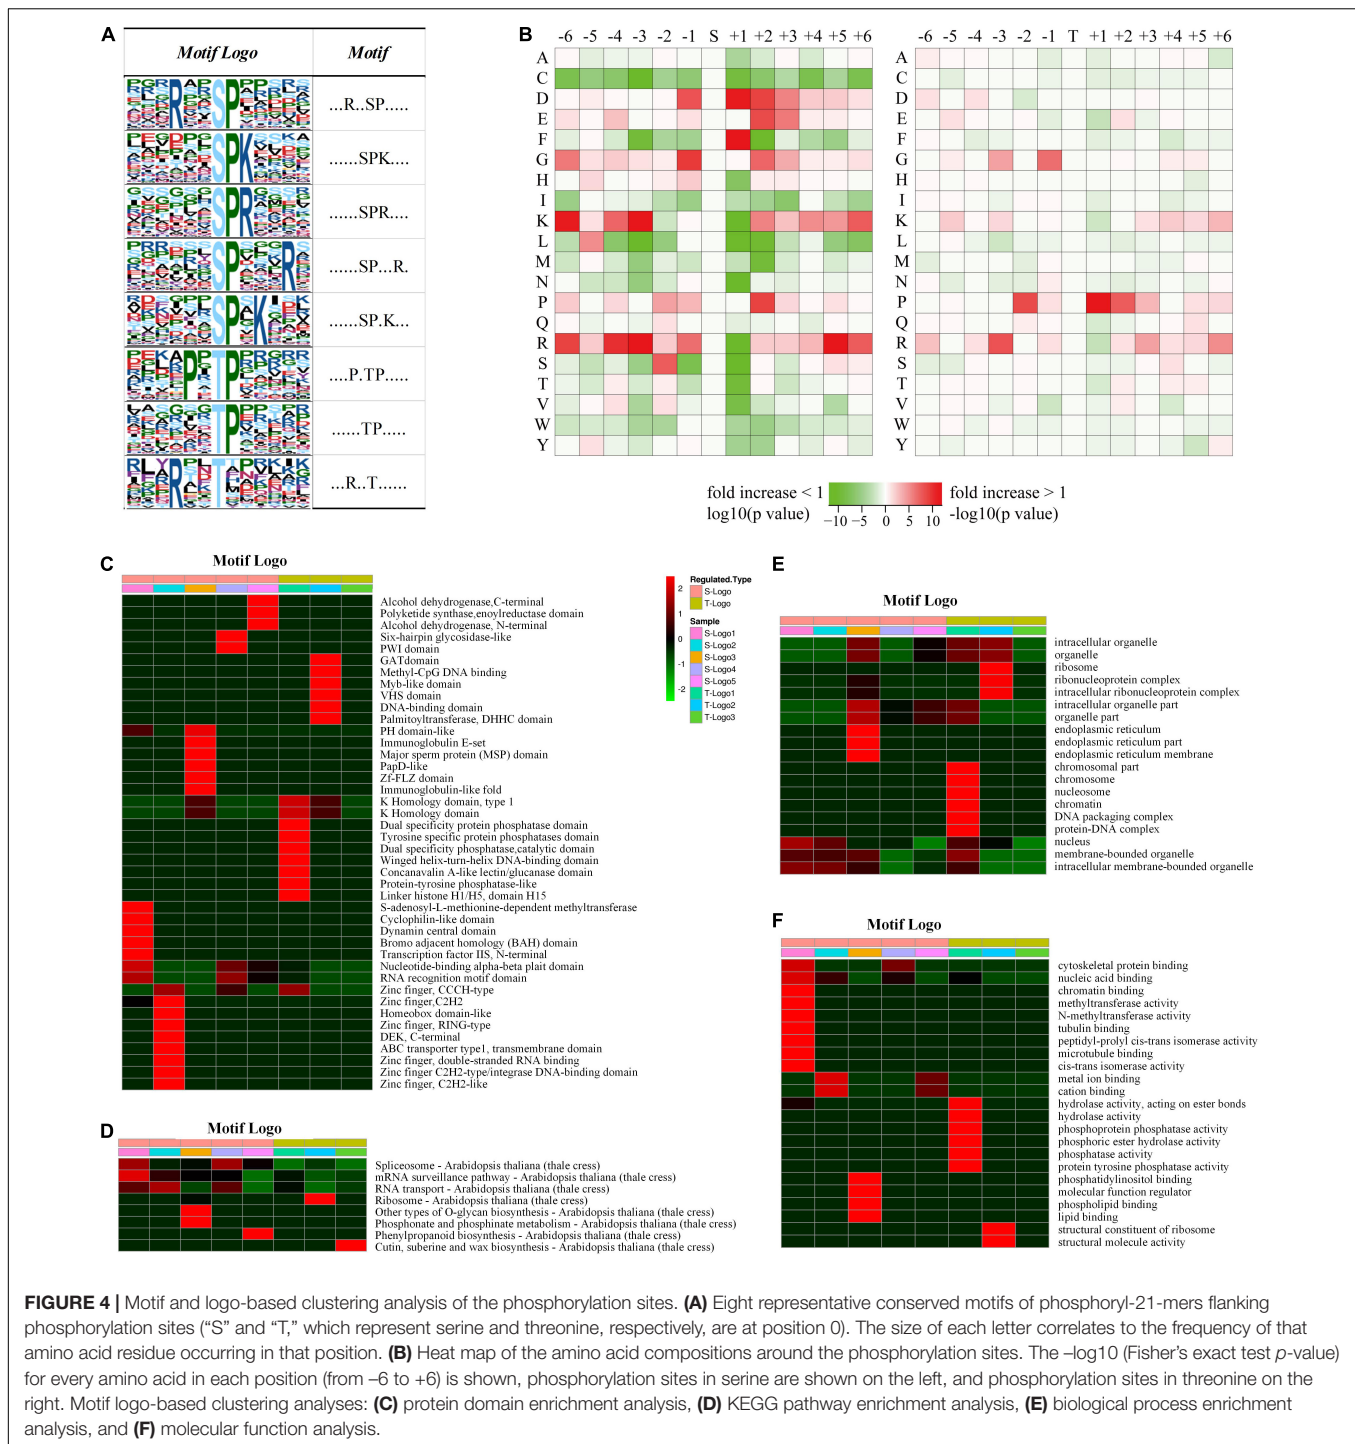 A
Motif Logo Motif
...R..SP.....
......SPK....
......SPR....
......SP...R.
......SP.K...
....P.TP.....
......TP.....
...R..T......
B
-6 -5 -4 -3 -2 -1 S +1 +2 +3 +4 +5 +6
A
C
D
E
F
G
H
I
K
L
M
N
P
Q
R
S
T
V
W
Y
-6 -5 -4 -3 -2 -1 T +1 +2 +3 +4 +5 +6
A
C
D
E
F
G
H
I
K
L
M
N
P
Q
R
S
T
V
W
Y
fold increase < 1
log10(p value)
−10 −5 0 5 10
fold increase > 1
-log10(p value)
C
Motif Logo
Alcohol dehydrogenase,C-terminal
Polyketide synthase,enoylreductase domain
Alcohol dehydrogenase, N-terminal
Six-hairpin glycosidase-like
PWI domain
GATdomain
Methyl-CpG DNA binding
Myb-like domain
VHS domain
DNA-binding domain
Palmitoyltransferase, DHHC domain
PH domain-like
Immunoglobulin E-set
Major sperm protein (MSP) domain
PapD-like
Zf-FLZ domain
Immunoglobulin-like fold
K Homology domain, type 1
K Homology domain
Dual specificity protein phosphatase domain
Tyrosine specific protein phosphatases domain
Dual specificity phosphatase,catalytic domain
Winged helix-turn-helix DNA-binding domain
Concanavalin A-like lectin/glucanase domain
Protein-tyrosine phosphatase-like
Linker histone H1/H5, domain H15
S-adenosyl-L-methionine-dependent methyltransferase
Cyclophilin-like domain
Dynamin central domain
Bromo adjacent homology (BAH) domain
Transcription factor IIS, N-terminal
Nucleotide-binding alpha-beta plait domain
RNA recognition motif domain
Zinc finger, CCCH-type
Zinc finger,C2H2
Homeobox domain-like
Zinc finger, RING-type
DEK, C-terminal
ABC transporter type1, transmembrane domain
Zinc finger, double-stranded RNA binding
Zinc finger C2H2-type/integrase DNA-binding domain
Zinc finger, C2H2-like
2
1
0
-1
-2
Regulated.Type
S-Logo
T-Logo
Sample
S-Logo1
S-Logo2
S-Logo3
S-Logo4
S-Logo5
T-Logo1
T-Logo2
T-Logo3
D
Motif Logo
Spliceosome - Arabidopsis thaliana (thale cress)
mRNA surveillance pathway - Arabidopsis thaliana (thale cress)
RNA transport - Arabidopsis thaliana (thale cress)
Ribosome - Arabidopsis thaliana (thale cress)
Other types of O-glycan biosynthesis - Arabidopsis thaliana (thale cress)
Phosphonate and phosphinate metabolism - Arabidopsis thaliana (thale cress)
Phenylpropanoid biosynthesis - Arabidopsis thaliana (thale cress)
Cutin, suberine and wax biosynthesis - Arabidopsis thaliana (thale cress)
E
Motif Logo
intracellular organelle
organelle
ribosome
ribonucleoprotein complex
intracellular ribonucleoprotein complex
intracellular organelle part
organelle part
endoplasmic reticulum
endoplasmic reticulum part
endoplasmic reticulum membrane
chromosomal part
chromosome
nucleosome
chromatin
DNA packaging complex
protein-DNA complex
nucleus
membrane-bounded organelle
intracellular membrane-bounded organelle
F
Motif Logo
cytoskeletal protein binding
nucleic acid binding
chromatin binding
methyltransferase activity
N-methyltransferase activity
tubulin binding
peptidyl-prolyl cis-trans isomerase activity
microtubule binding
cis-trans isomerase activity
metal ion binding
cation binding
hydrolase activity, acting on ester bonds
hydrolase activity
phosphoprotein phosphatase activity
phosphoric ester hydrolase activity
phosphatase activity
protein tyrosine phosphatase activity
phosphatidylinositol binding
molecular function regulator
phospholipid binding
lipid binding
structural constituent of ribosome
structural molecule activity
FIGURE 4 | Motif and logo-based clustering analysis of the phosphorylation sites. (A) Eight representative conserved motifs of phosphoryl-21-mers flanking
phosphorylation sites (“S” and “T,” which represent serine and threonine, respectively, are at position 0). The size of each letter correlates to the frequency of that
amino acid residue occurring in that position. (B) Heat map of the amino acid compositions around the phosphorylation sites. The –log10 (Fisher’s exact test p-value)
for every amino acid in each position (from –6 to +6) is shown, phosphorylation sites in serine are shown on the left, and phosphorylation sites in threonine on the
right. Motif logo-based clustering analyses: (C) protein domain enrichment analysis, (D) KEGG pathway enrichment analysis, (E) biological process enrichment
analysis, and (F) molecular function analysis.